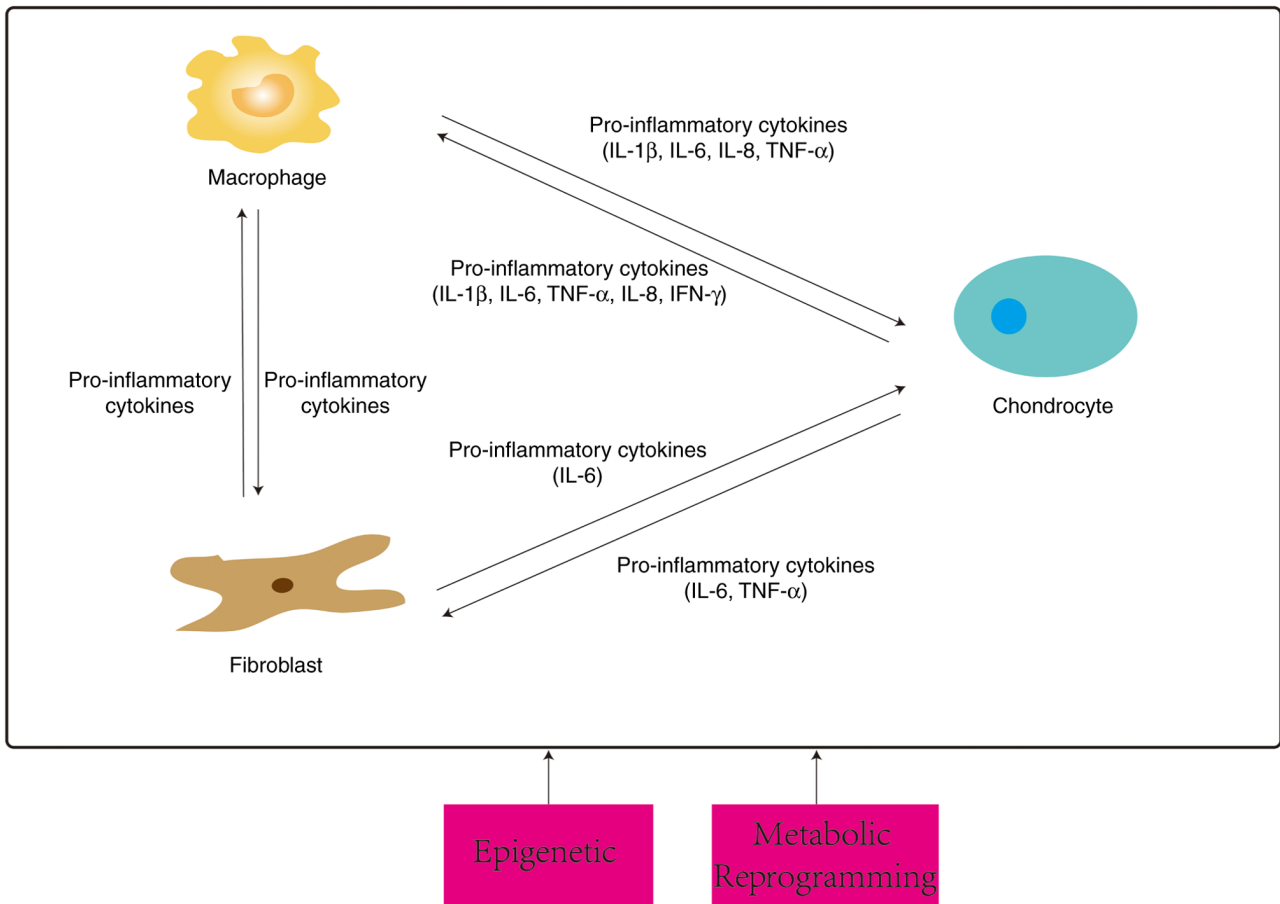 Pro-inflammatory cytokines
(IL-1β, IL-6, IL-8, TNF-α)
Macrophage
Pro-inflammatory cytokines
(IL-1β, IL-6, TNF-α, IL-8, IFN-γ)
Pro-inflammatory
cytokines
Pro-inflammatory
cytokines
Chondrocyte
Pro-inflammatory cytokines
(IL-6)
Pro-inflammatory cytokines
(IL-6, TNF-α)
Fibroblast
Epigenetic
Metabolic
Reprogramming